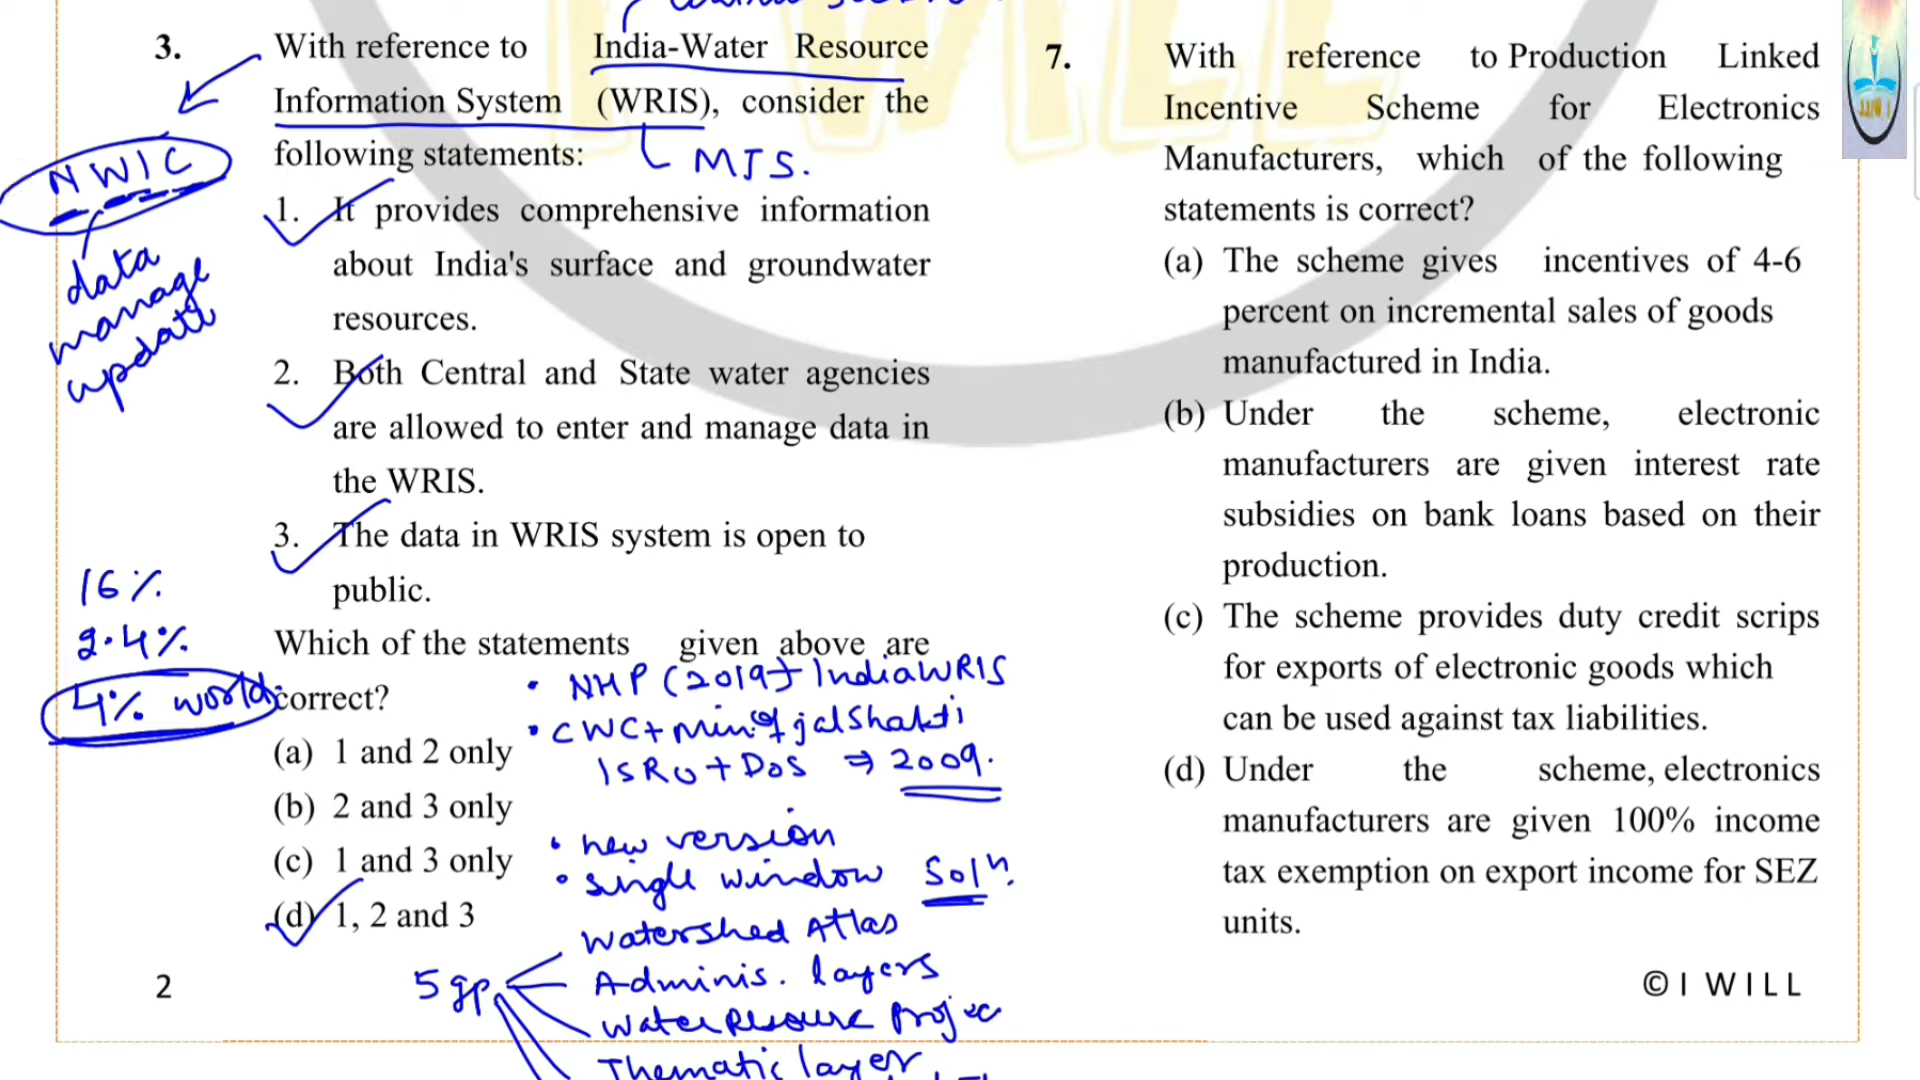 3. With reference to India-Water Resource
Information System (WRIS), consider the
following statements:
MIS.
NWIC
data
manage
update
1. It provides comprehensive information
about India's surface and groundwater
resources.
2. Both Central and State water agencies
are allowed to enter and manage data in
the WRIS.
3. The data in WRIS system is open to
public.
16%
2.4%
4% world
Which of the statements given above are
correct?
• NHP (2019) IndiaWRIS
• CWC + Min. of jalShakti
ISRO + DoS ⇒ 2009.
(a) 1 and 2 only
(b) 2 and 3 only
(c) 1 and 3 only
(d) 1, 2 and 3
• new version
• Single window Solⁿ.
5 gp
Watershed Atlas
Adminis. layers
Water Resource Projec
Thematic layer
2
7. With reference to Production Linked
Incentive Scheme for Electronics
Manufacturers, which of the following
statements is correct?
(a) The scheme gives incentives of 4-6
percent on incremental sales of goods
manufactured in India.
(b) Under the scheme, electronic
manufacturers are given interest rate
subsidies on bank loans based on their
production.
(c) The scheme provides duty credit scrips
for exports of electronic goods which
can be used against tax liabilities.
(d) Under the scheme, electronics
manufacturers are given 100% income
tax exemption on export income for SEZ
units.
© I WILL